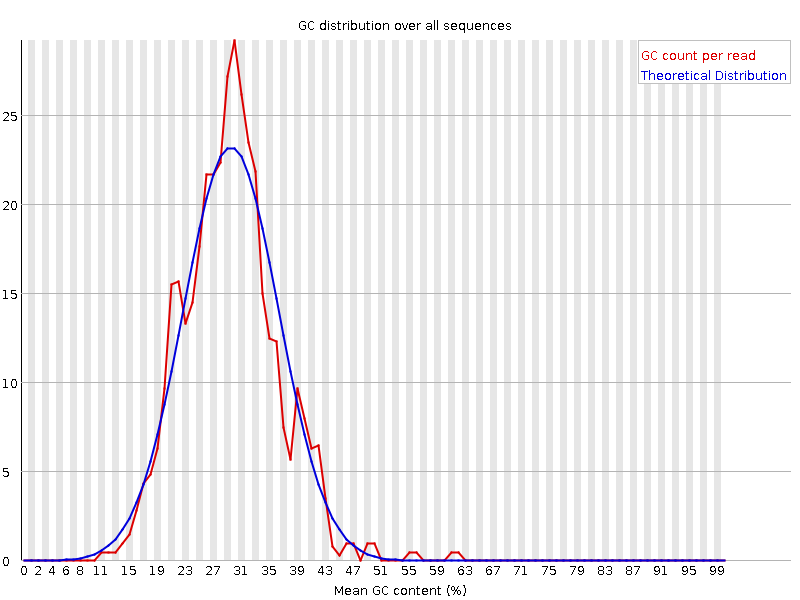 GC distribution over all sequences
GC count per read
Theoretical Distribution
25
20
15
10
5
0
0 2 4 6 8 11 15 19 23 27 31 35 39 43 47 51 55 59 63 67 71 75 79 83 87 91 95 99
Mean GC content (%)